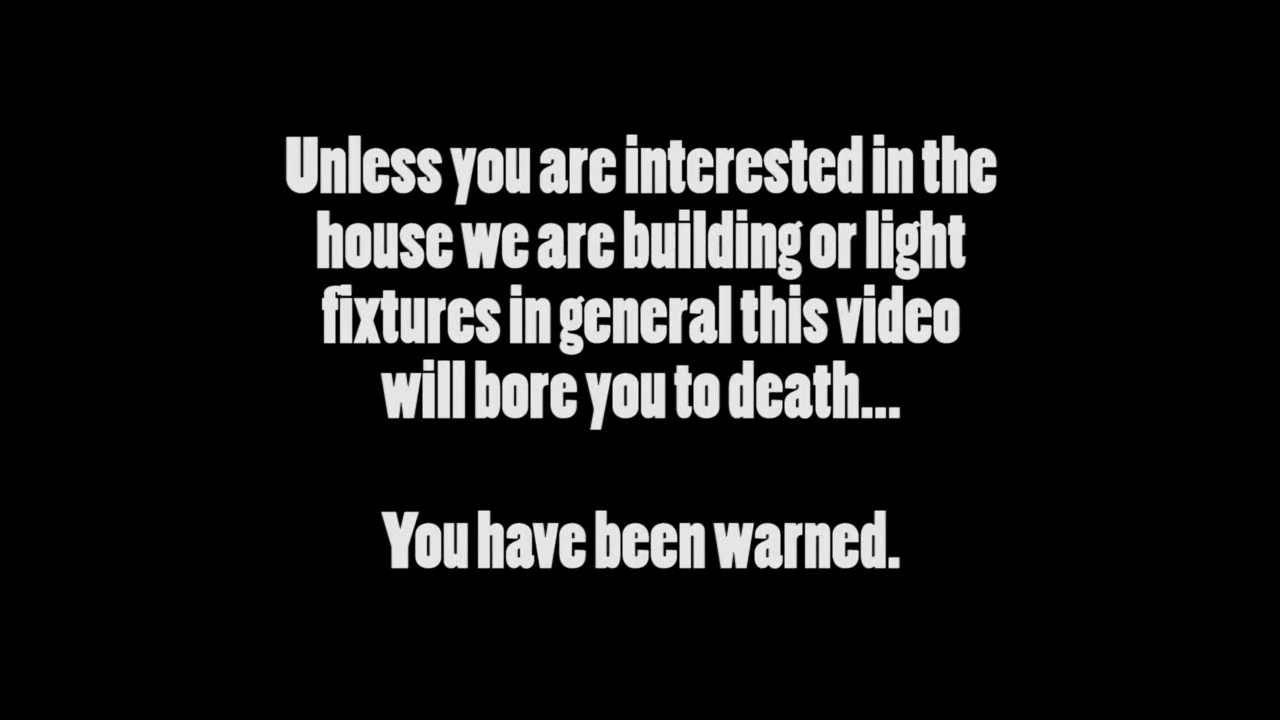 Unless you are interested in the
house we are building or light
fixtures in general this video
will bore you to death...
You have been warned.